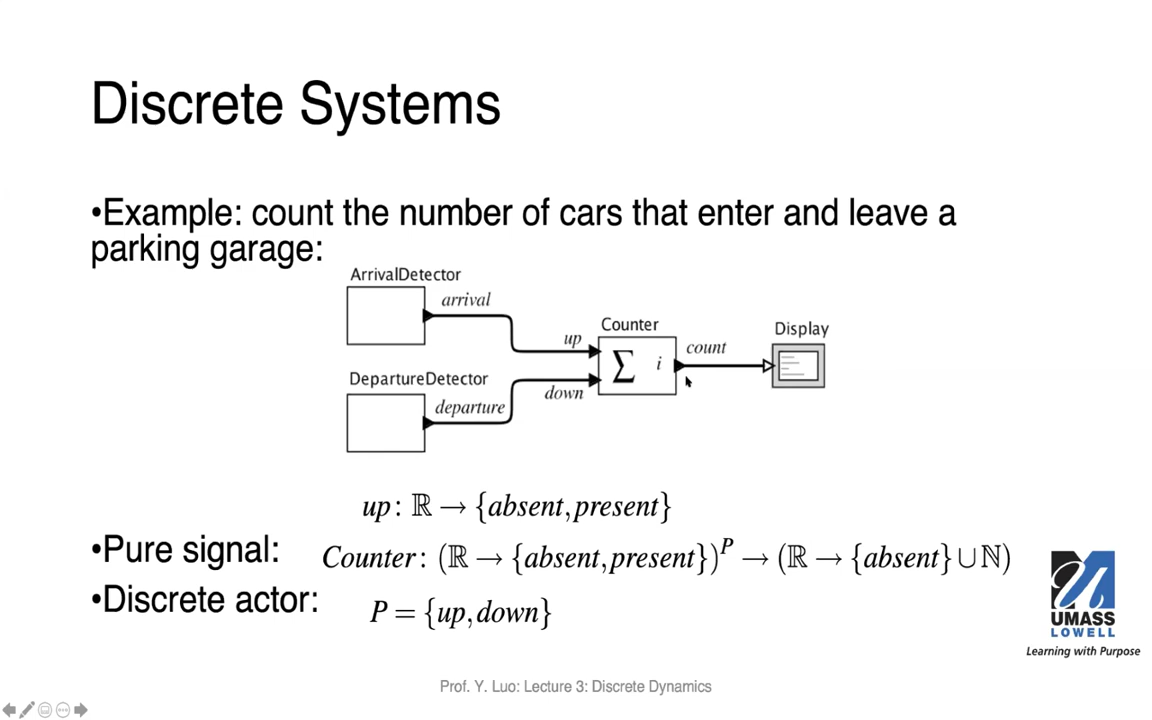 Discrete Systems
•Example: count the number of cars that enter and leave a
parking garage:
ArrivalDetector
arrival
Counter
Display
up
∑ i
count
DepartureDetector
down
departure
up: ℝ → {absent,present}
•Pure signal:
Counter: (ℝ → {absent,present})^P → (ℝ → {absent} ∪ ℕ)
•Discrete actor:
P = {up,down}
UMASS
LOWELL
Learning with Purpose
Prof. Y. Luo: Lecture 3: Discrete Dynamics